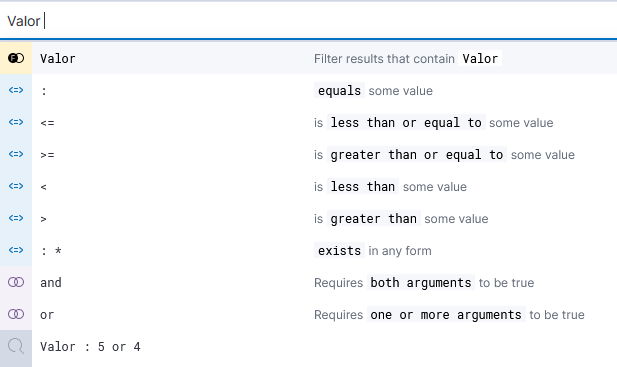 Valor
Valor Filter results that contain Valor
: equals some value
<= is less than or equal to some value
>= is greater than or equal to some value
< is less than some value
> is greater than some value
: * exists in any form
and Requires both arguments to be true
or Requires one or more arguments to be true
Valor : 5 or 4